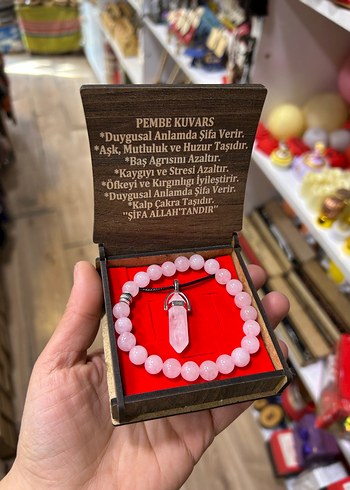 PEMBE KUVARS
*Duygusal Anlamda Şifa Verir.
*Aşk, Mutluluk ve Huzur Taşıdır.
*Baş Agrısını Azaltır.
*Kaygıyı ve Stresi Azaltır.
*Öfkeyi ve Kırgınlığı İyileştirir.
*Duygusal Anlamda Şifa Verir.
*Kalp Çakra Taşıdır.
"ŞİFA ALLAH'TANDIR"